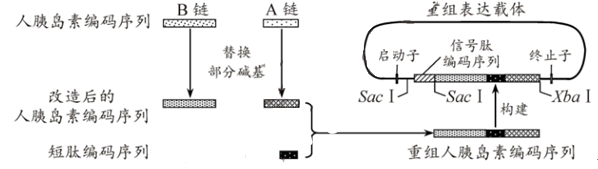 人胰岛素编码序列
B 链
A 链
替换
部分碱基
改造后的
人胰岛素编码序列
短肽编码序列
重组表达载体
启动子
信号肽
编码序列
终止子
Sac Ⅰ
Sac Ⅰ
Xba Ⅰ
构建
重组人胰岛素编码序列